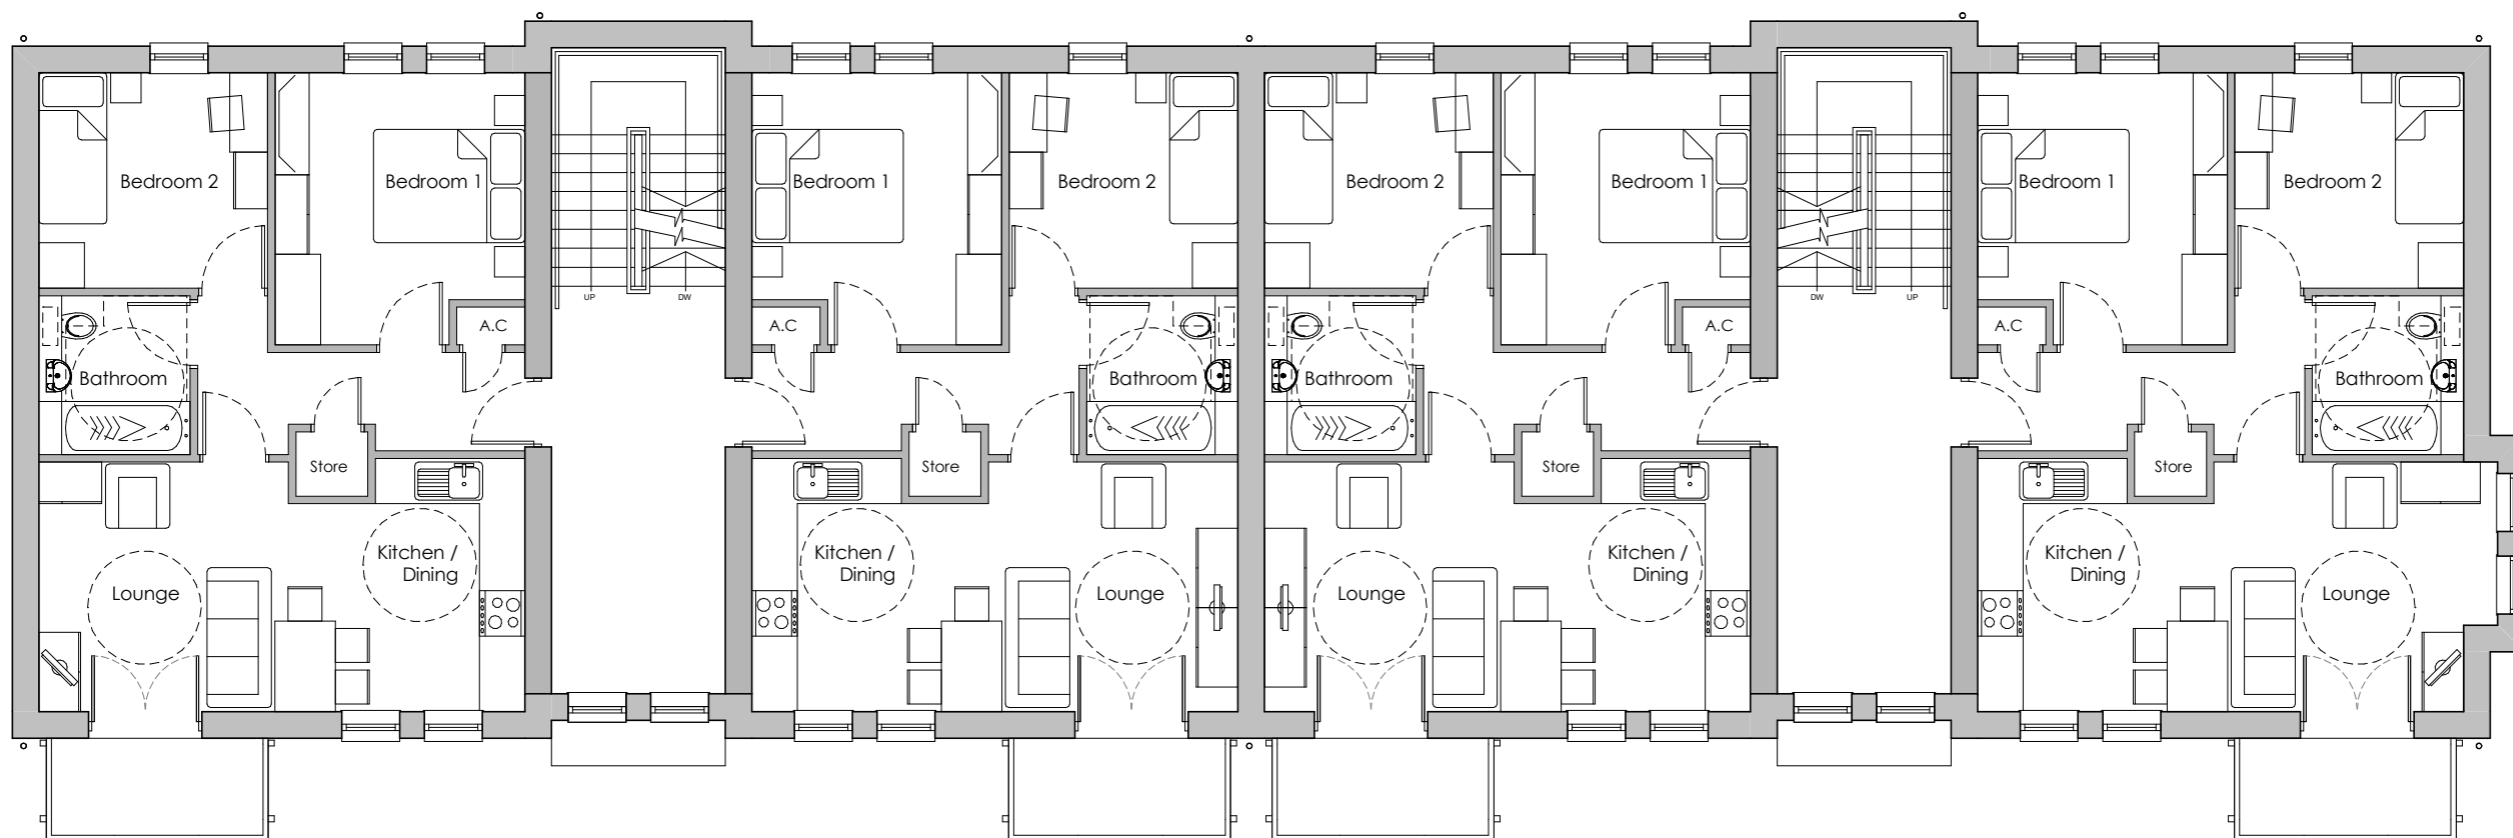 Bedroom 2
Bedroom 1
Bedroom 1
Bedroom 2
Bedroom 2
Bedroom 1
Bedroom 1
Bedroom 2
UP
DW
DW
UP
A.C
A.C
A.C
A.C
Bathroom
Bathroom
Bathroom
Bathroom
Store
Store
Store
Store
Kitchen /
Dining
Kitchen /
Dining
Kitchen /
Dining
Kitchen /
Dining
Lounge
Lounge
Lounge
Lounge